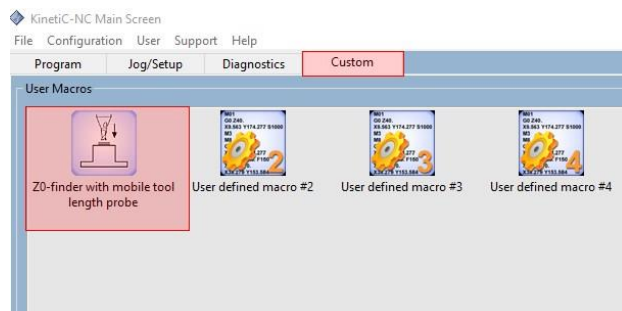 KinetiC-NC Main Screen
File Configuration User Support Help
Program Jog/Setup Diagnostics Custom
User Macros
Z0-finder with mobile tool length probe
User defined macro #2
User defined macro #3
User defined macro #4